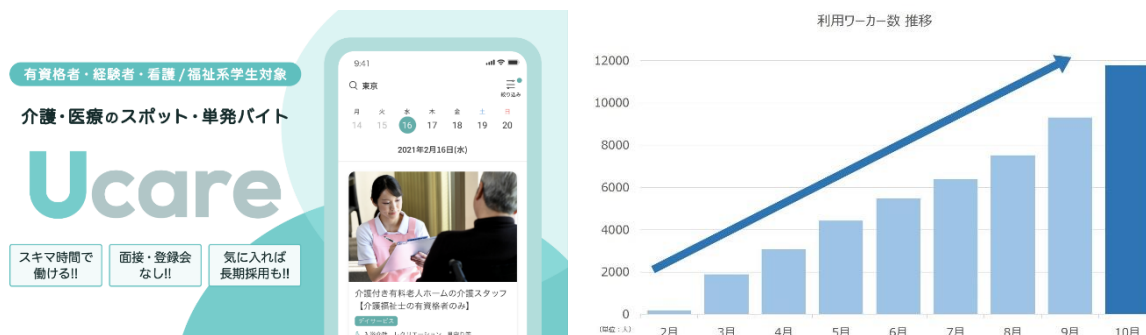 有資格者・経験者・看護/福祉系学生対象
介護・医療のスポット・単発バイト
Ucare
スキマ時間で
働ける!!
面接・登録会
なし!!
気に入れば
長期採用も!!
9:41
東京
絞り込み
月 火 水 木 金 土 日
14 15 16 17 18 19 20
2021年2月16日(水)
介護付き有料老人ホームの介護スタッフ
【介護福祉士の有資格者のみ】
デイサービス
利用ワーカー数 推移
12000
10000
8000
6000
4000
2000
0
(単位:人)
2月 3月 4月 5月 6月 7月 8月 9月 10月